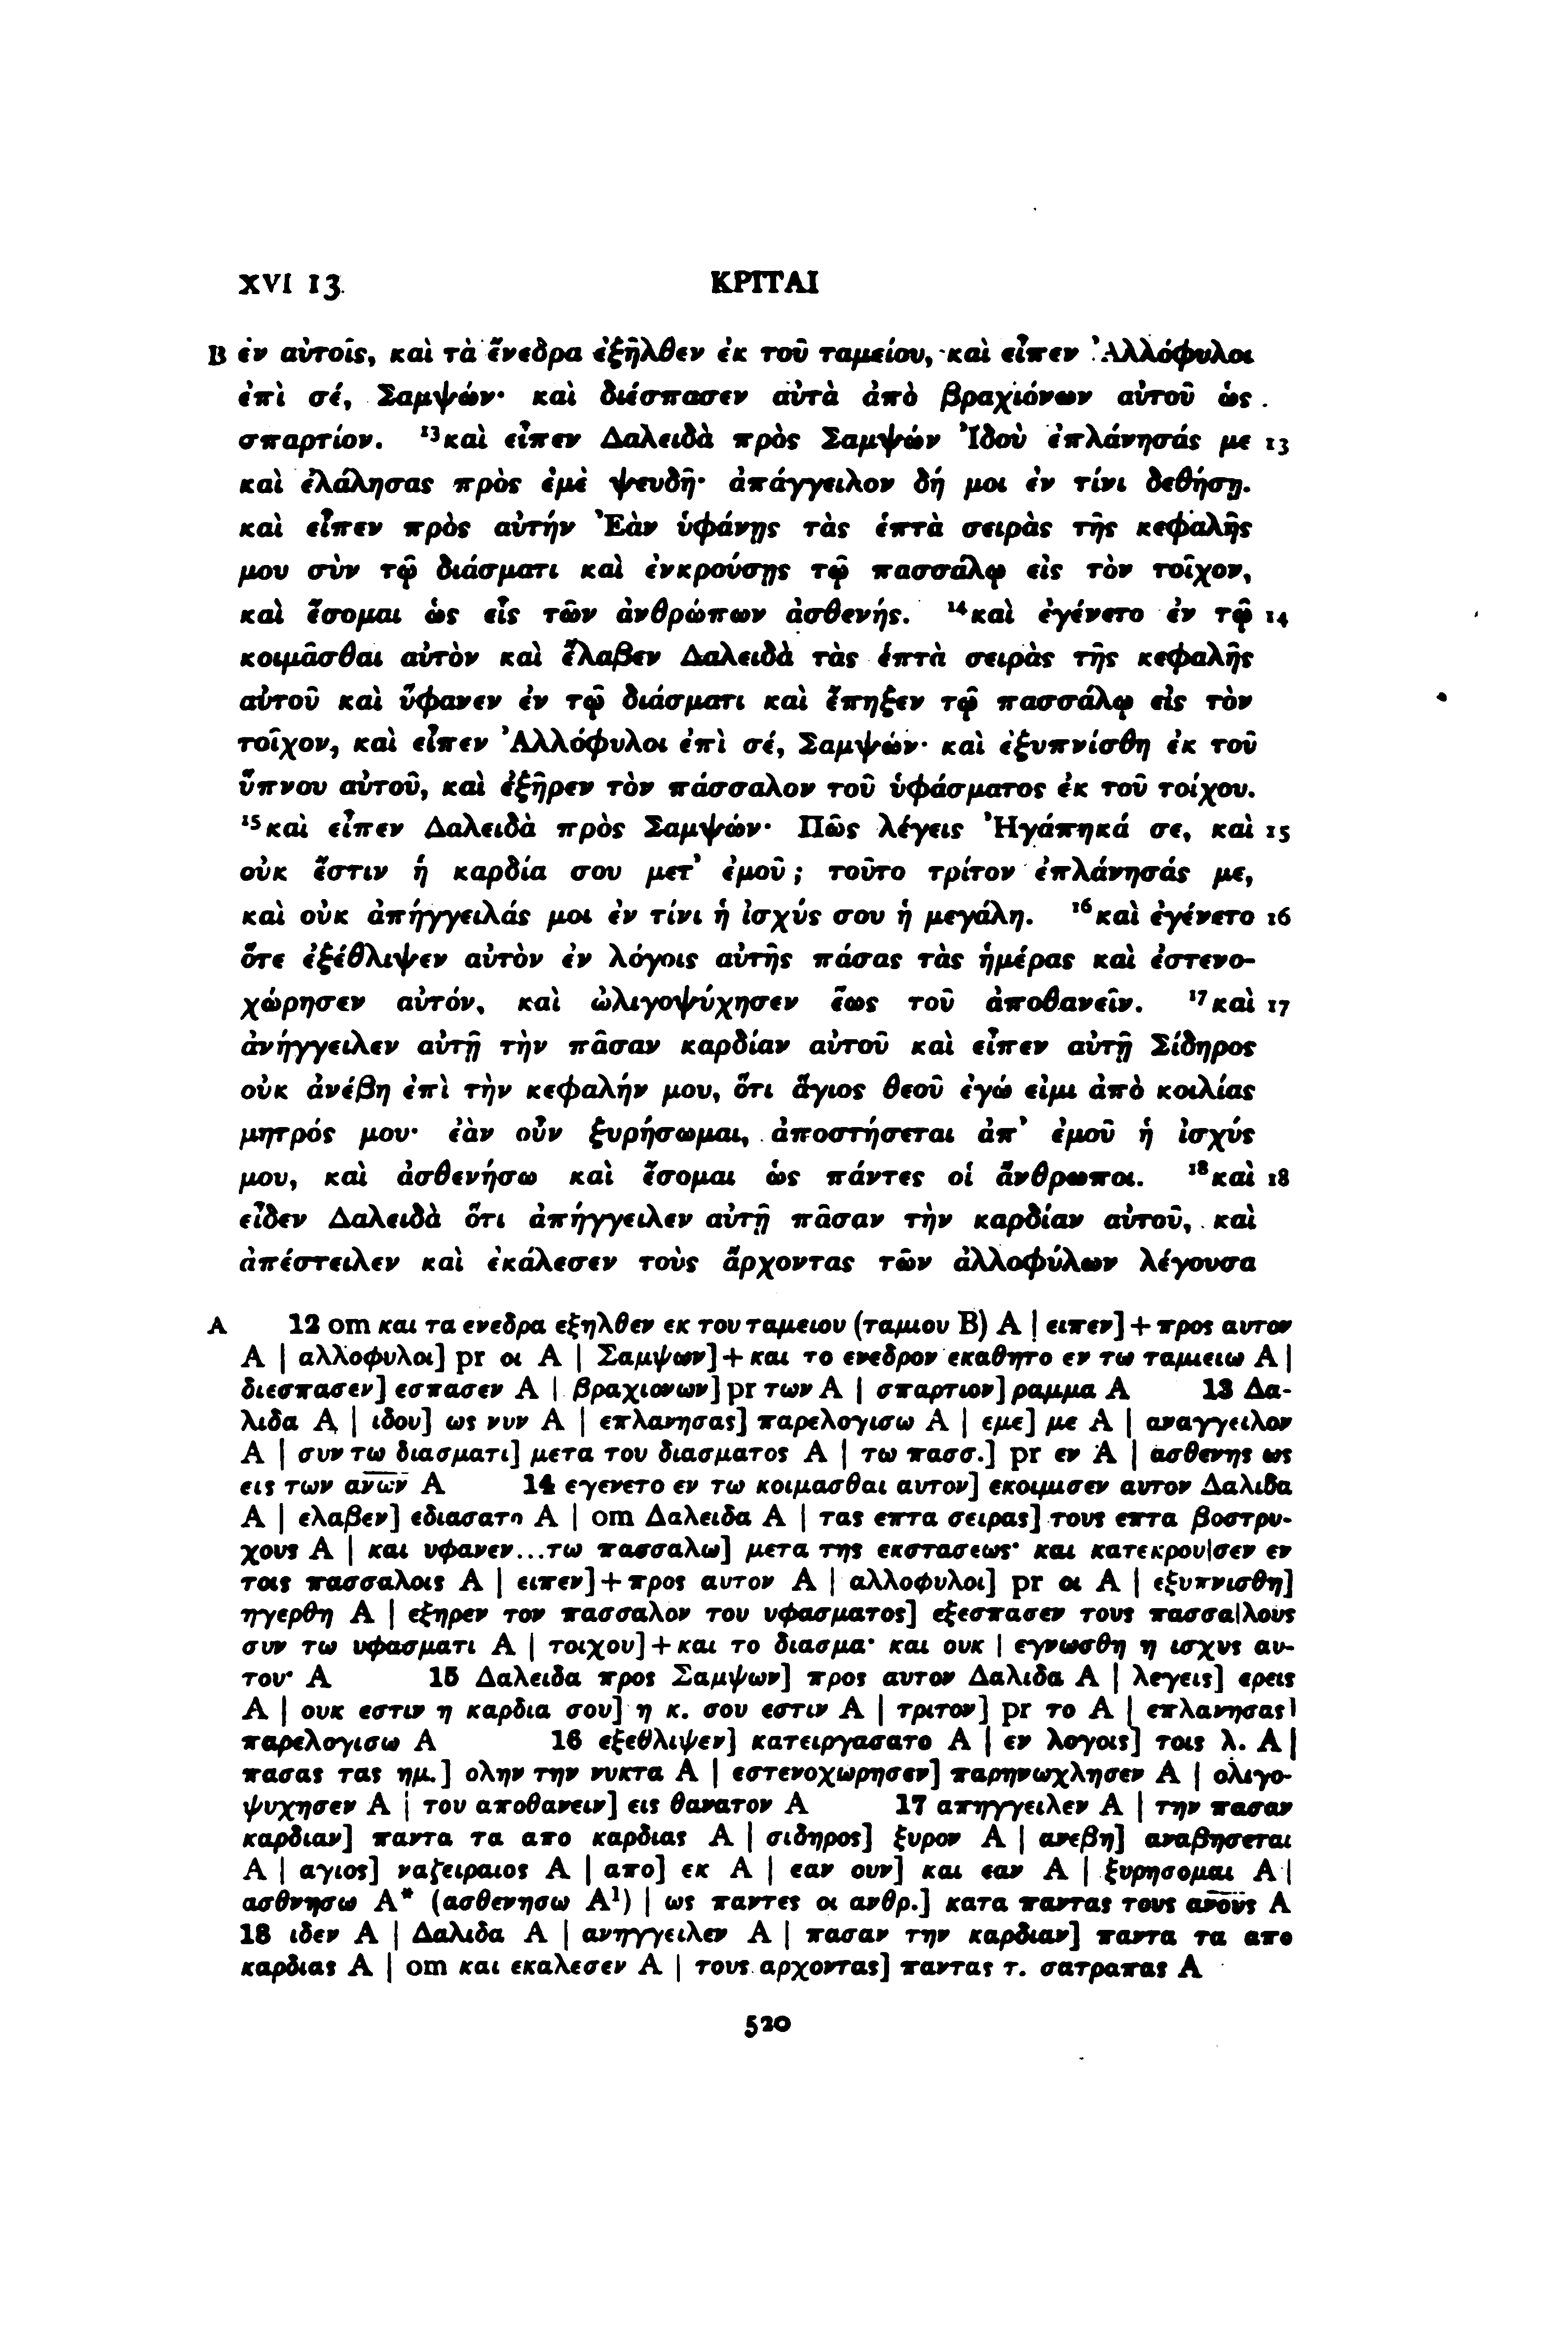 XVI 13 ΚΡΙΤΑΙ
B ἐν αὐτοῖς, καὶ τὰ ἔνεδρα ἐξῆλθεν ἐκ τοῦ ταμείου, καὶ εἶπεν Ἀλλόφυλοι
ἐπὶ σέ, Σαμψών· καὶ διέσπασεν αὐτὰ ἀπὸ βραχιόνων αὐτοῦ ὡς
σπαρτίον. ¹³καὶ εἶπεν Δαλειδὰ πρὸς Σαμψών Ἰδοὺ ἐπλάνησάς με 13
καὶ ἐλάλησας πρὸς ἐμὲ ψευδῆ· ἀπάγγειλον δή μοι ἐν τίνι δεθήσῃ.
καὶ εἶπεν πρὸς αὐτήν Ἐὰν ὑφάνῃς τὰς ἑπτὰ σειρὰς τῆς κεφαλῆς
μου σὺν τῷ διάσματι καὶ ἐνκρούσῃς τῷ πασσάλῳ εἰς τὸν τοῖχον,
καὶ ἔσομαι ὡς εἷς τῶν ἀνθρώπων ἀσθενής. ¹⁴καὶ ἐγένετο ἐν τῷ 14
κοιμᾶσθαι αὐτὸν καὶ ἔλαβεν Δαλειδὰ τὰς ἑπτὰ σειρὰς τῆς κεφαλῆς
αὐτοῦ καὶ ὕφανεν ἐν τῷ διάσματι καὶ ἔπηξεν τῷ πασσάλῳ εἰς τὸν
τοῖχον, καὶ εἶπεν Ἀλλόφυλοι ἐπὶ σέ, Σαμψών· καὶ ἐξυπνίσθη ἐκ τοῦ
ὕπνου αὐτοῦ, καὶ ἐξῆρεν τὸν πάσσαλον τοῦ ὑφάσματος ἐκ τοῦ τοίχου.
¹⁵καὶ εἶπεν Δαλειδὰ πρὸς Σαμψών· Πῶς λέγεις Ἠγάπηκά σε, καὶ 15
οὐκ ἔστιν ἡ καρδία σου μετ᾽ ἐμοῦ; τοῦτο τρίτον ἐπλάνησάς με,
καὶ οὐκ ἀπήγγειλάς μοι ἐν τίνι ἡ ἰσχύς σου ἡ μεγάλη. ¹⁶καὶ ἐγένετο 16
ὅτε ἐξέθλιψεν αὐτὸν ἐν λόγοις αὐτῆς πάσας τὰς ἡμέρας καὶ ἐστενο-
χώρησεν αὐτόν, καὶ ὠλιγοψύχησεν ἕως τοῦ ἀποθανεῖν. ¹⁷καὶ 17
ἀνήγγειλεν αὐτῇ τὴν πᾶσαν καρδίαν αὐτοῦ καὶ εἶπεν αὐτῇ Σίδηρος
οὐκ ἀνέβη ἐπὶ τὴν κεφαλήν μου, ὅτι ἅγιος θεοῦ ἐγώ εἰμι ἀπὸ κοιλίας
μητρός μου· ἐὰν οὖν ξυρήσωμαι, ἀποστήσεται ἀπ᾽ ἐμοῦ ἡ ἰσχύς
μου, καὶ ἀσθενήσω καὶ ἔσομαι ὡς πάντες οἱ ἄνθρωποι. ¹⁸καὶ 18
εἶδεν Δαλειδὰ ὅτι ἀπήγγειλεν αὐτῇ πᾶσαν τὴν καρδίαν αὐτοῦ, καὶ
ἀπέστειλεν καὶ ἐκάλεσεν τοὺς ἄρχοντας τῶν ἀλλοφύλων λέγουσα
A 12 om και τα ενεδρα εξηλθεν εκ του ταμειου (ταμιου B) A | ειπεν] + προς αυτον
A | αλλοφυλοι] pr οι A | Σαμψων] + και το ενεδρον εκαθητο εν τω ταμιειω A |
διεσπασεν] εσπασεν A | βραχιονων] pr των A | σπαρτιον] ραμμα A 13 Δα-
λιδα A | ιδου] ως νυν A | επλανησας] παρελογισω A | εμε] με A | αναγγειλον
A | συν τω διασματι] μετα του διασματος A | τω πασσ.] pr εν A | ασθενης ως
εις των α̅ν̅ω̅ν̅ A 14 εγενετο εν τω κοιμασθαι αυτον] εκοιμισεν αυτον Δαλιδα
A | ελαβεν] εδιασατο A | om Δαλειδα A | τας επτα σειρας] τους επτα βοστρυ-
χους A | και υφανεν...τω πασσαλω] μετα της εκστασεως· και κατεκρου|σεν εν
τοις πασσαλοις A | ειπεν] + προς αυτον A | αλλοφυλοι] pr οι A | εξυπνισθη]
ηγερθη A | εξηρεν τον πασσαλον του υφασματος] εξεσπασεν τους πασσα|λους
συν τω υφασματι A | τοιχου] + και το διασμα· και ουκ | εγνωσθη η ισχυς αυ-
του· A 15 Δαλειδα προς Σαμψων] προς αυτον Δαλιδα A | λεγεις] ερεις
A | ουκ εστιν η καρδια σου] η κ. σου εστιν A | τριτον] pr το A | επλανησας]
παρελογισω A 16 εξεθλιψεν] κατειργασατο A | εν λογοις] τοις λ. A |
πασας τας ημ.] ολην την νυκτα A | εστενοχωρησεν] παρηνωχλησεν A | ολιγο-
ψυχησεν A | του αποθανειν] εις θανατον A 17 απηγγειλεν A | την πασαν
καρδιαν] παντα τα απο καρδιας A | σιδηρος] ξυρον A | ανεβη] αναβησεται
A | αγιος] ναζειραιος A | απο] εκ A | εαν ουν] και εαν A | ξυρησομαι A |
ασθνησω A* (ασθενησω A¹) | ως παντες οι ανθρ.] κατα παντας τους α̅ν̅ο̅υ̅ς̅ A
18 ιδεν A | Δαλιδα A | ανηγγειλεν A | πασαν την καρδιαν] παντα τα απο
καρδιας A | om και εκαλεσεν A | τους αρχοντας] παντας τ. σατραπας A
520